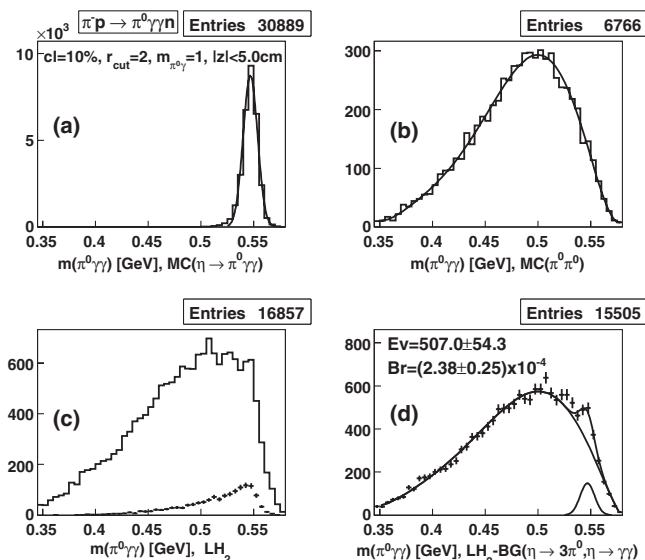 π⁻p → π⁰γγn
Entries 30889
Entries 6766
×10³
cl=10%, r_cut=2, m_π⁰γ=1, |z|<5.0cm
(a)
10
8
6
4
2
0
0.35 0.4 0.45 0.5 0.55
m(π⁰γγ) [GeV], MC(η → π⁰γγ)
(b)
300
200
100
0
0.35 0.4 0.45 0.5 0.55
m(π⁰γγ) [GeV], MC(π⁰π⁰)
Entries 16857
(c)
600
400
200
0
0.35 0.4 0.45 0.5 0.55
m(π⁰γγ) [GeV], LH₂
Entries 15505
Ev=507.0±54.3
Br=(2.38±0.25)x10⁻⁴
(d)
800
600
400
200
0
0.35 0.4 0.45 0.5 0.55
m(π⁰γγ) [GeV], LH₂-BG(η → 3π⁰,η → γγ)